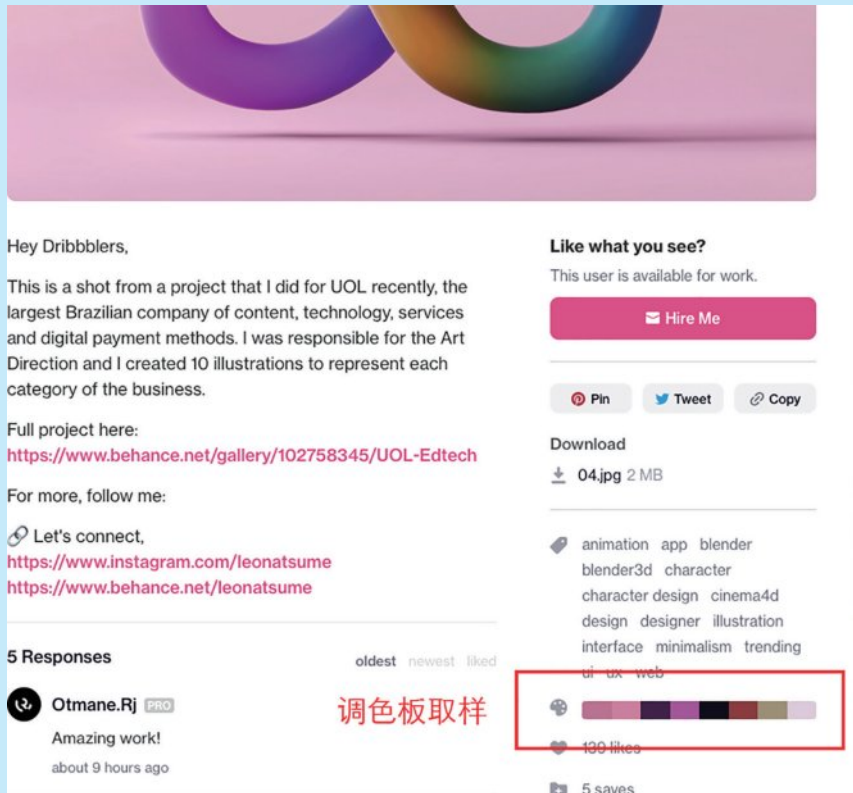 Hey Dribbblers,
This is a shot from a project that I did for UOL recently, the
largest Brazilian company of content, technology, services
and digital payment methods. I was responsible for the Art
Direction and I created 10 illustrations to represent each
category of the business.
Full project here:
https://www.behance.net/gallery/102758345/UOL-Edtech
For more, follow me:
Let's connect,
https://www.instagram.com/leonatsume
https://www.behance.net/leonatsume
5 Responses
oldest newest liked
Otmane.Rj PRO
Amazing work!
about 9 hours ago
调色板取样
Like what you see?
This user is available for work.
Hire Me
Pin Tweet Copy
Download
04.jpg 2 MB
animation app blender
blender3d character
character design cinema4d
design designer illustration
interface minimalism trending
ui ux web
139 likes
5 saves